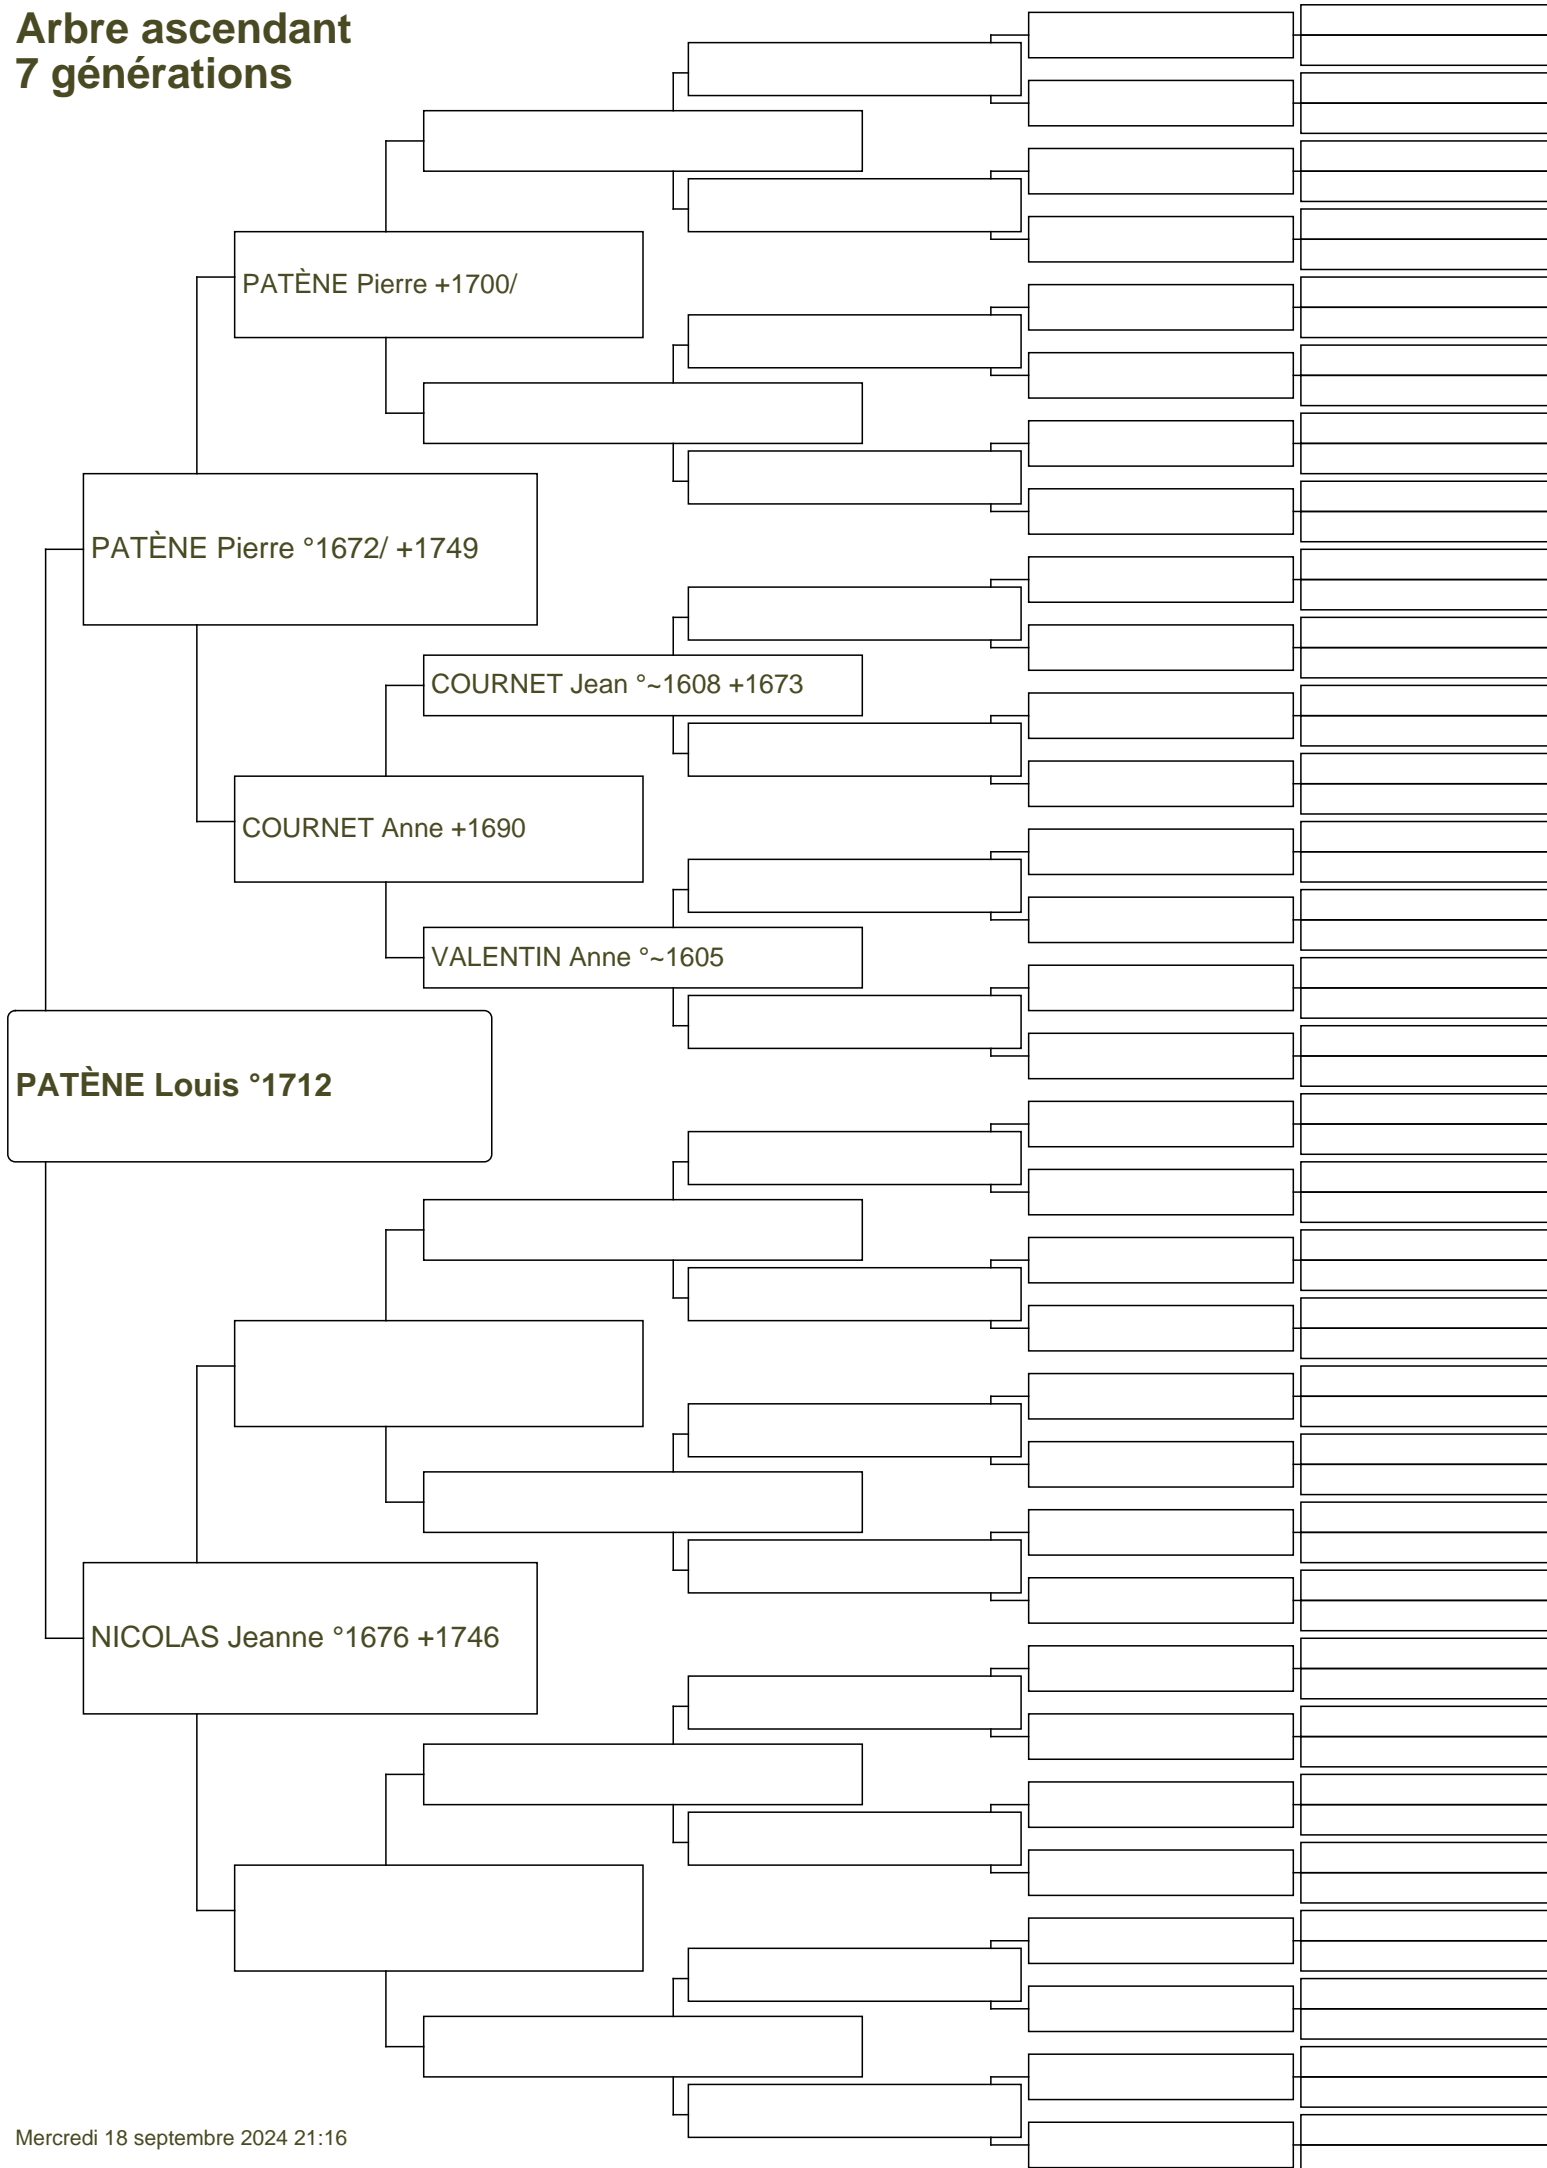 Arbre ascendant
7 générations
PATÈNE Pierre +1700/
PATÈNE Pierre °1672/ +1749
COURNET Jean °~1608 +1673
COURNET Anne +1690
VALENTIN Anne °~1605
PATÈNE Louis °1712
NICOLAS Jeanne °1676 +1746
Mercredi 18 septembre 2024 21:16